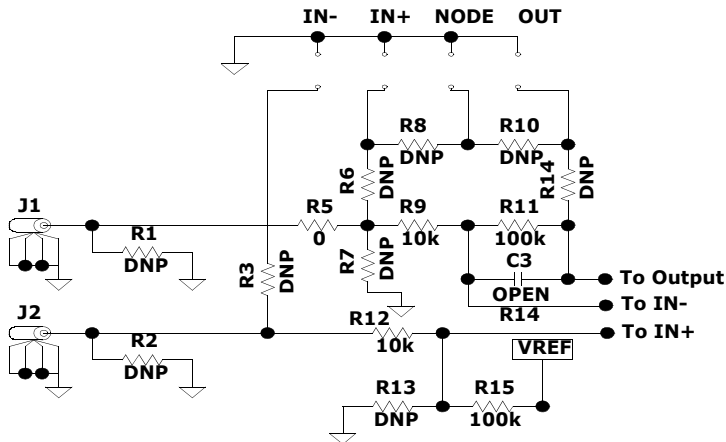 IN- IN+ NODE OUT
R8 R10
DNP DNP
R6 DNP
R14 DNP
J1
R5 R9 R11
0 10k 100k
R1
DNP
R3 DNP
R7 DNP
C3
OPEN
To Output
To IN-
R14
J2
R12
10k
To IN+
R2
DNP
VREF
R13 R15
DNP 100k